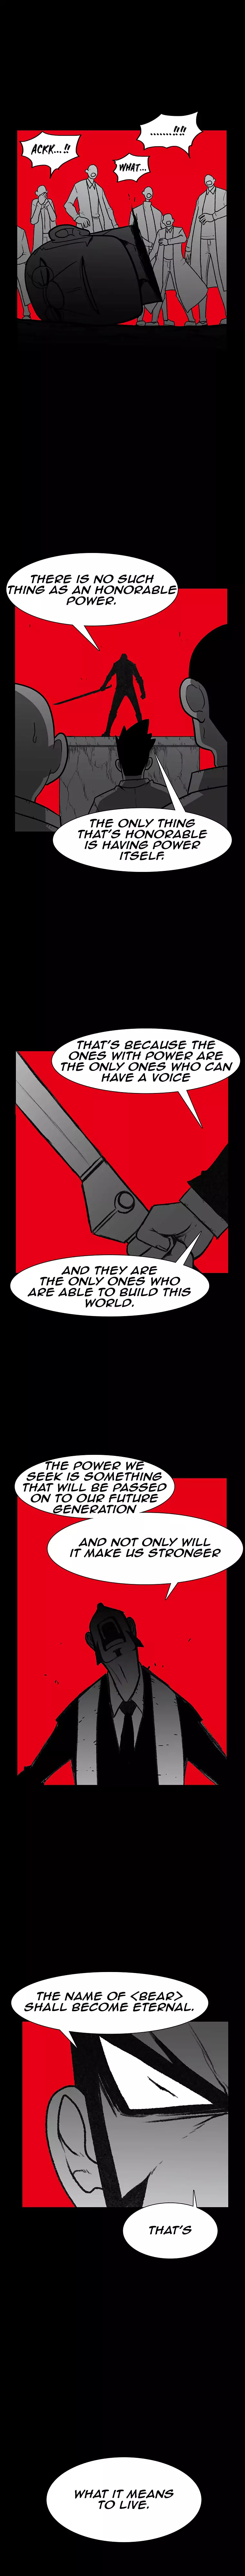 ACKK...!!
WHAT...
.......!!
THERE IS NO SUCH
THING AS AN HONORABLE
POWER.
THE ONLY THING
THAT'S HONORABLE
IS HAVING POWER
ITSELF.
THAT'S BECAUSE THE
ONES WITH POWER ARE
THE ONLY ONES WHO CAN
HAVE A VOICE
AND THEY ARE
THE ONLY ONES WHO
ARE ABLE TO BUILD THIS
WORLD.
THE POWER WE
SEEK IS SOMETHING
THAT WILL BE PASSED
ON TO OUR FUTURE
GENERATION
AND NOT ONLY WILL
IT MAKE US STRONGER
THE NAME OF <BEAR>
SHALL BECOME ETERNAL.
THAT'S
WHAT IT MEANS
TO LIVE.